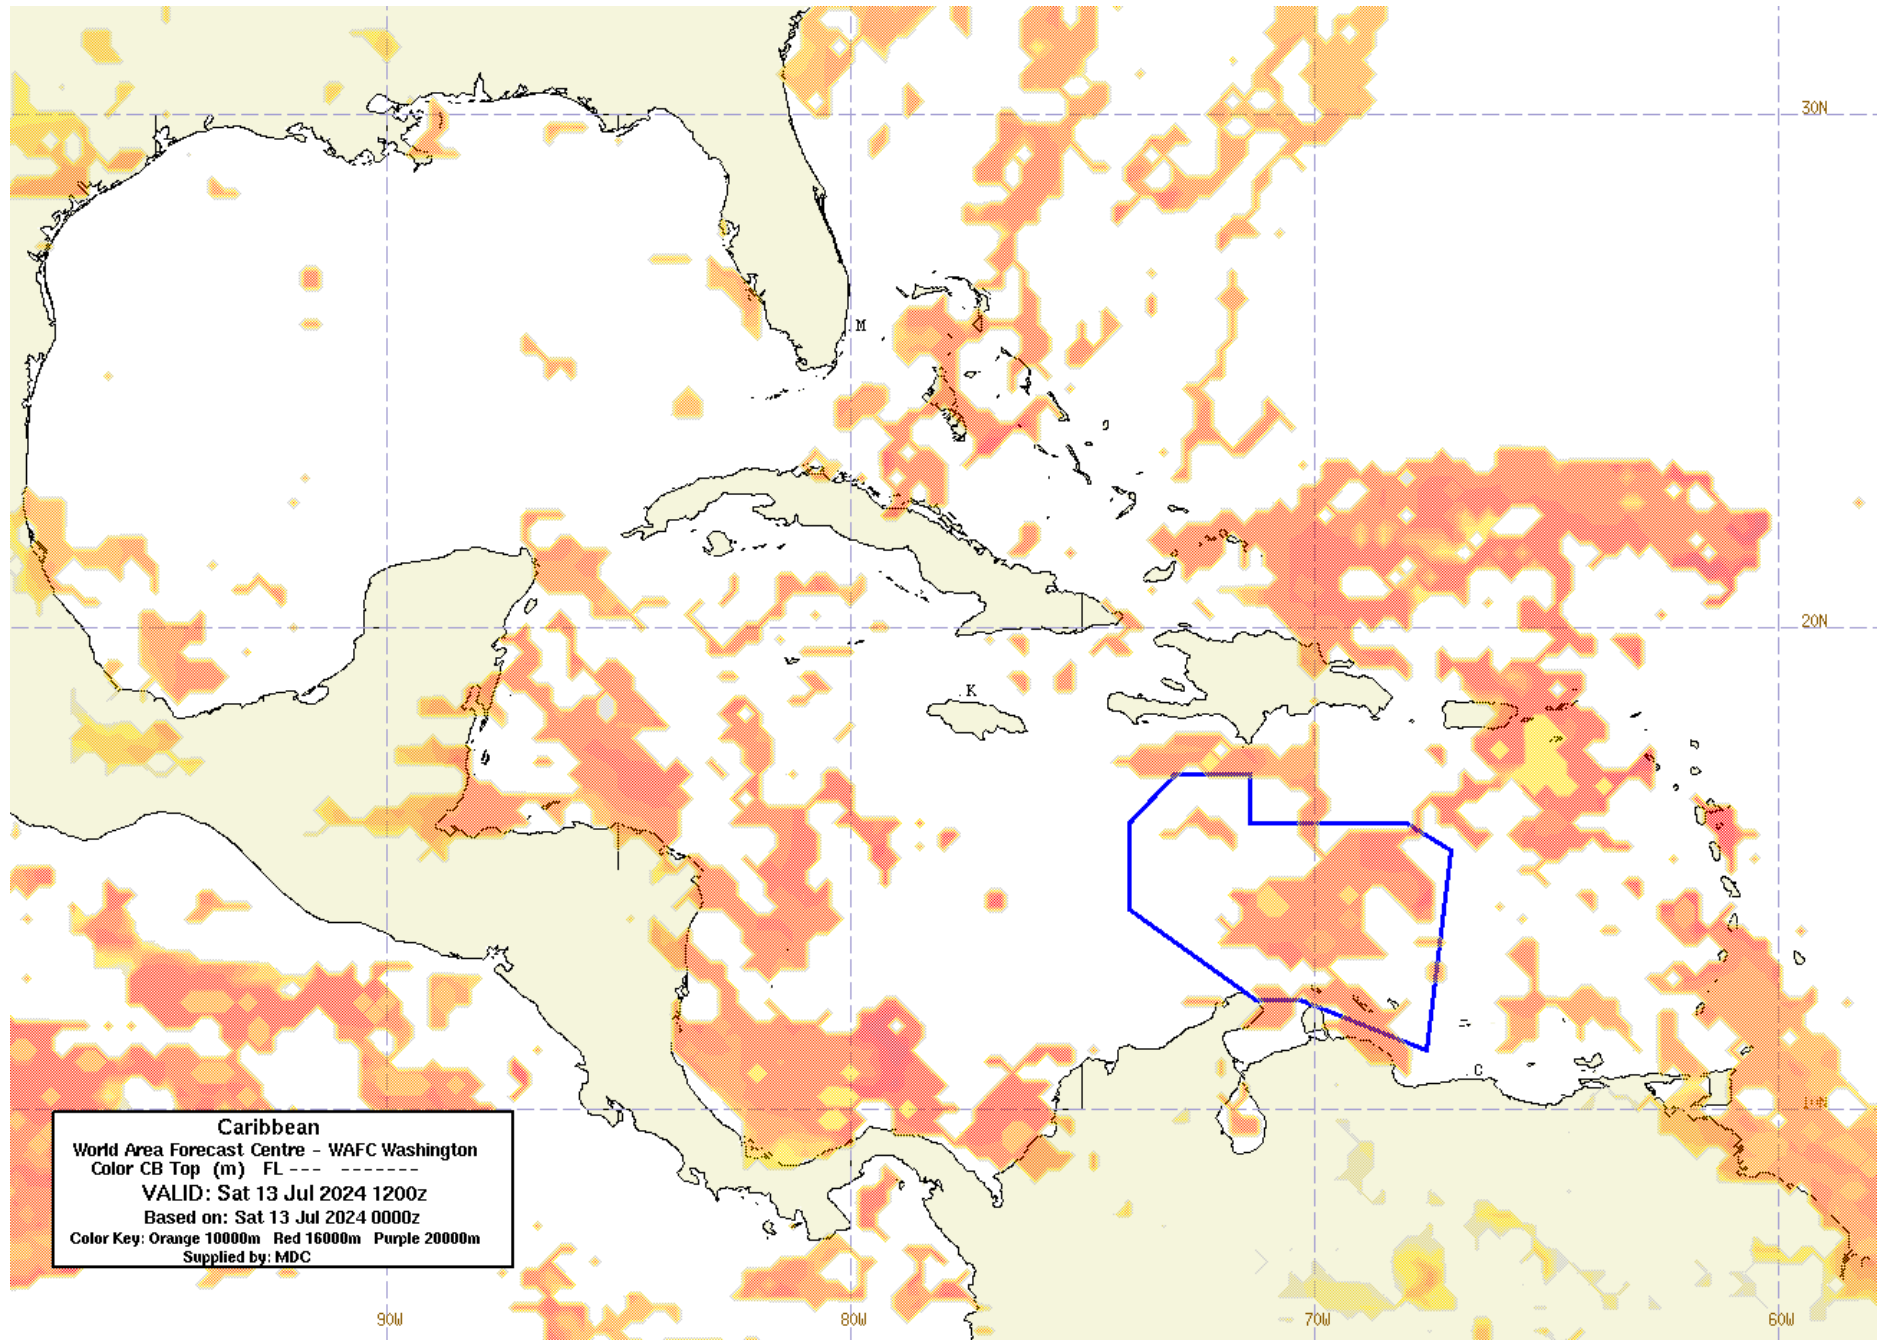 30N
M
20N
K
C
10N
Caribbean
World Area Forecast Centre - WAFC Washington
Color CB Top (m) FL --- -------
VALID: Sat 13 Jul 2024 1200z
Based on: Sat 13 Jul 2024 0000z
Color Key: Orange 10000m Red 16000m Purple 20000m
Supplied by: MDC
90W 80W 70W 60W